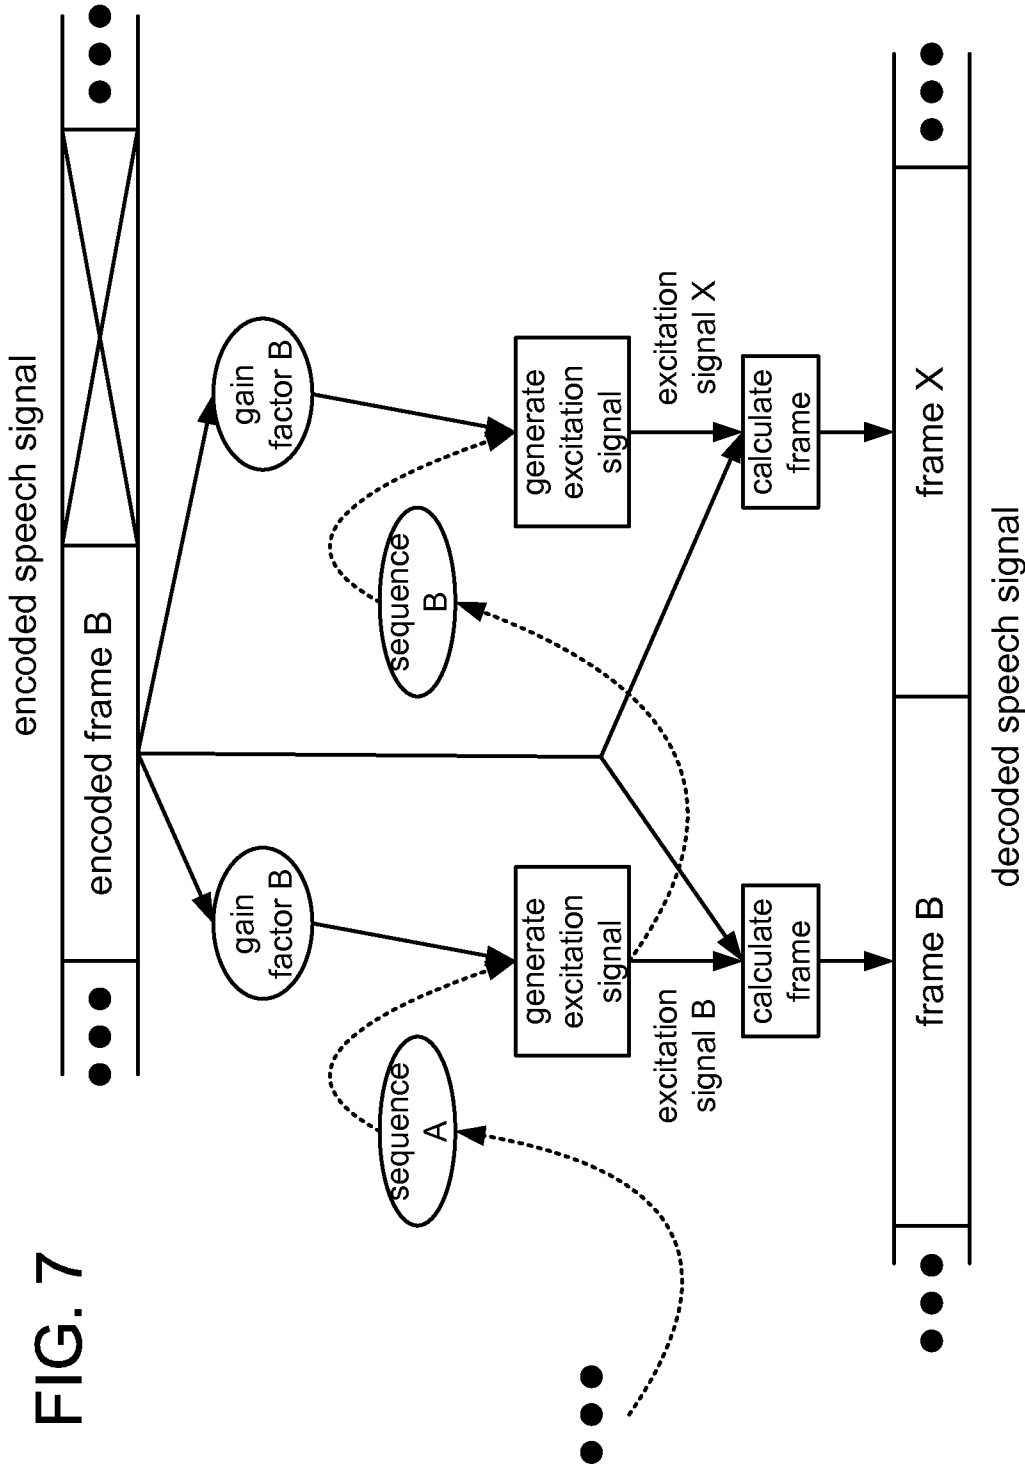 FIG. 7
encoded speech signal
encoded frame B
gain
factor B
gain
factor B
sequence
A
sequence
B
generate
excitation
signal
generate
excitation
signal
excitation
signal B
excitation
signal X
calculate
frame
calculate
frame
frame B
frame X
decoded speech signal